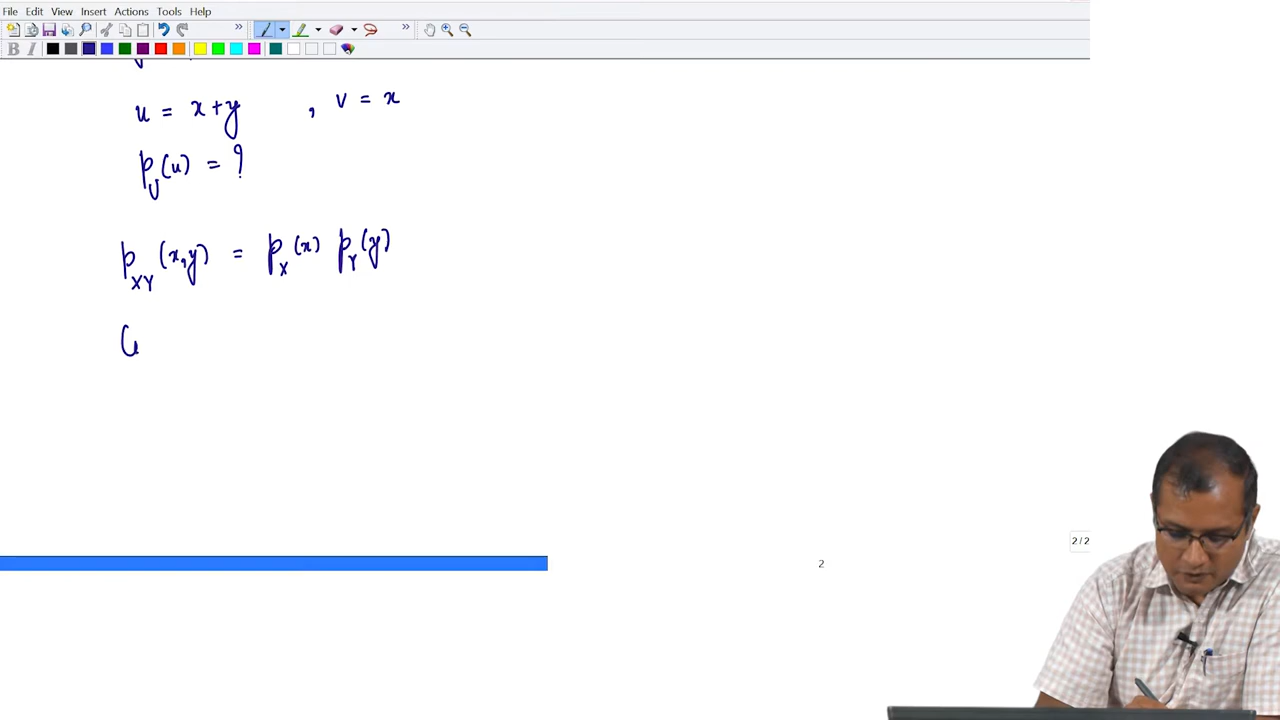 File Edit View Insert Actions Tools Help
u = x+y , v = x
p_U(u) = ?
p_XY(x,y) = p_X(x) p_Y(y)
2 / 2
2